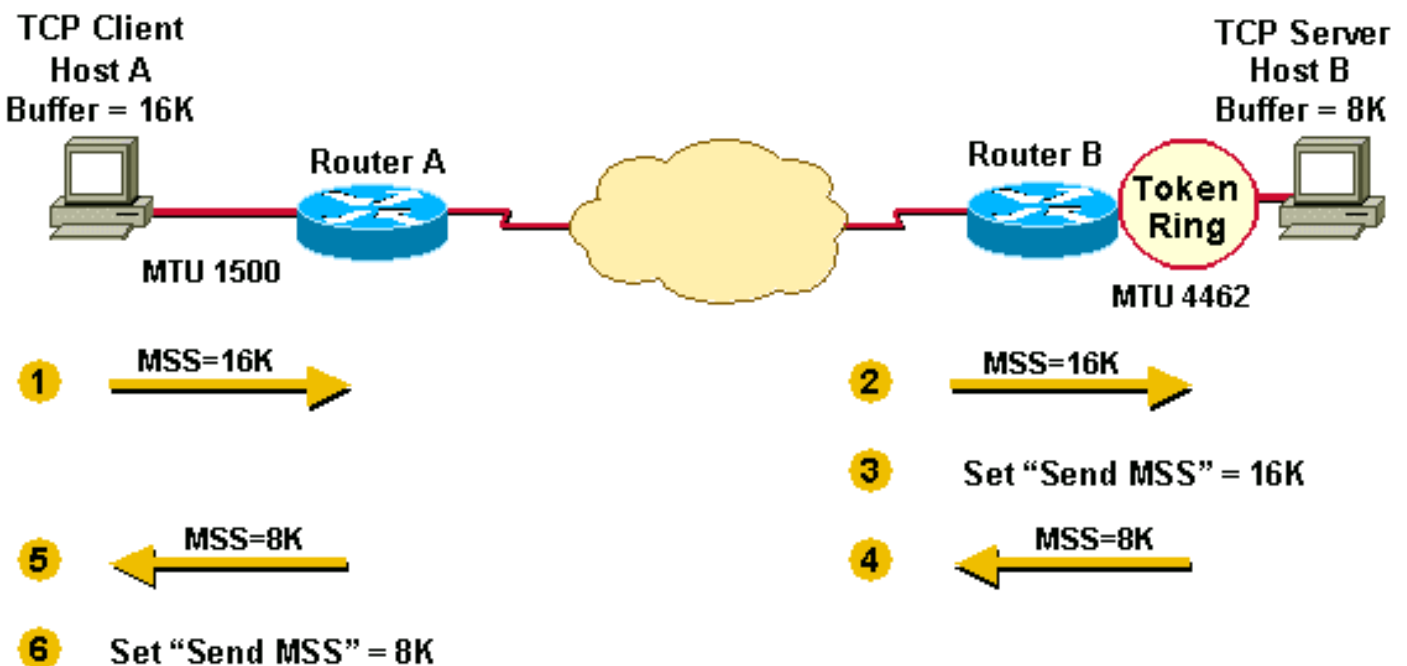 TCP Client
Host A
Buffer = 16K
TCP Server
Host B
Buffer = 8K
Router A
Router B
Token
Ring
MTU 1500
MTU 4462
1
MSS=16K
2
MSS=16K
3
Set “Send MSS” = 16K
5
MSS=8K
4
MSS=8K
6
Set “Send MSS” = 8K